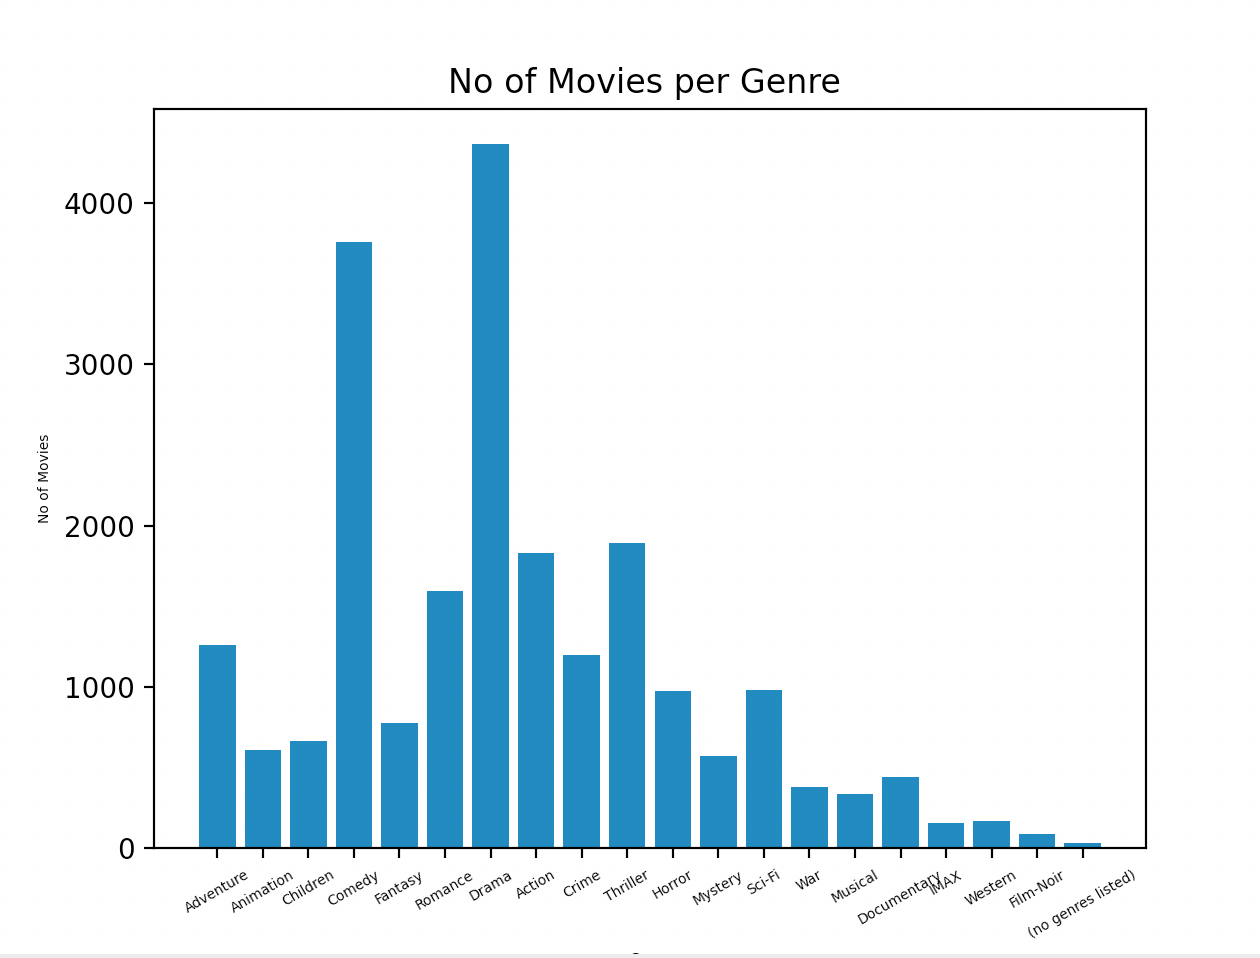 No of Movies per Genre
4000
3000
2000
1000
0
No of Movies
Adventure
Animation
Children
Comedy
Fantasy
Romance
Drama
Action
Crime
Thriller
Horror
Mystery
Sci-Fi
War
Musical
Documentary
IMAX
Western
Film-Noir
(no genres listed)